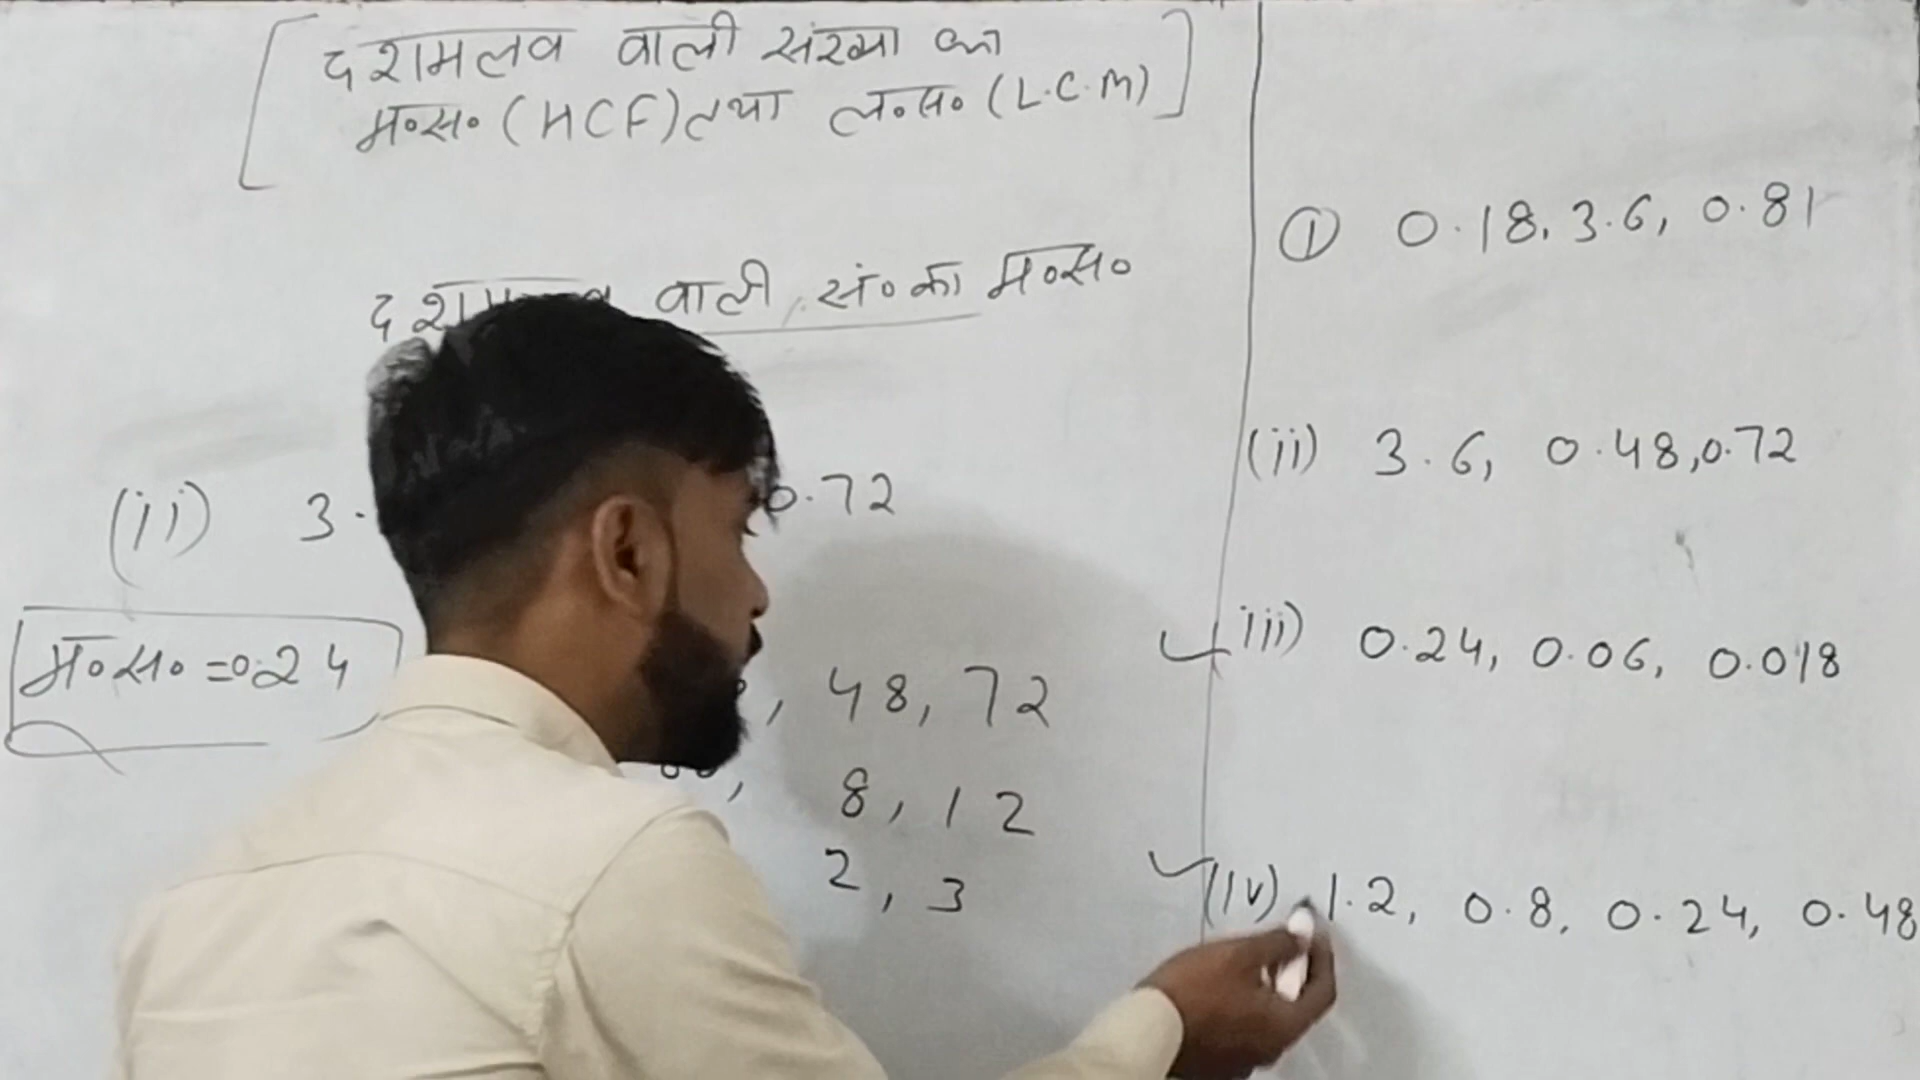 दशमलव वाली संख्या का
म०स० (HCF) तथा ल०स० (L.C.M)
वाली सं० का म०स०
(ii) 3. 0.72
म०स० = 0.24
, 48, 72
, 8, 12
2, 3
① 0.18, 3.6, 0.81
(ii) 3.6, 0.48, 0.72
iii) 0.24, 0.06, 0.018
(iv) 1.2, 0.8, 0.24, 0.48